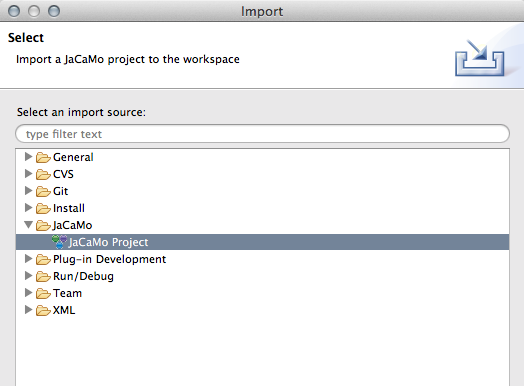 Import
Select
Import a JaCaMo project to the workspace
Select an import source:
type filter text
General
CVS
Git
Install
JaCaMo
JaCaMo Project
Plug-in Development
Run/Debug
Team
XML